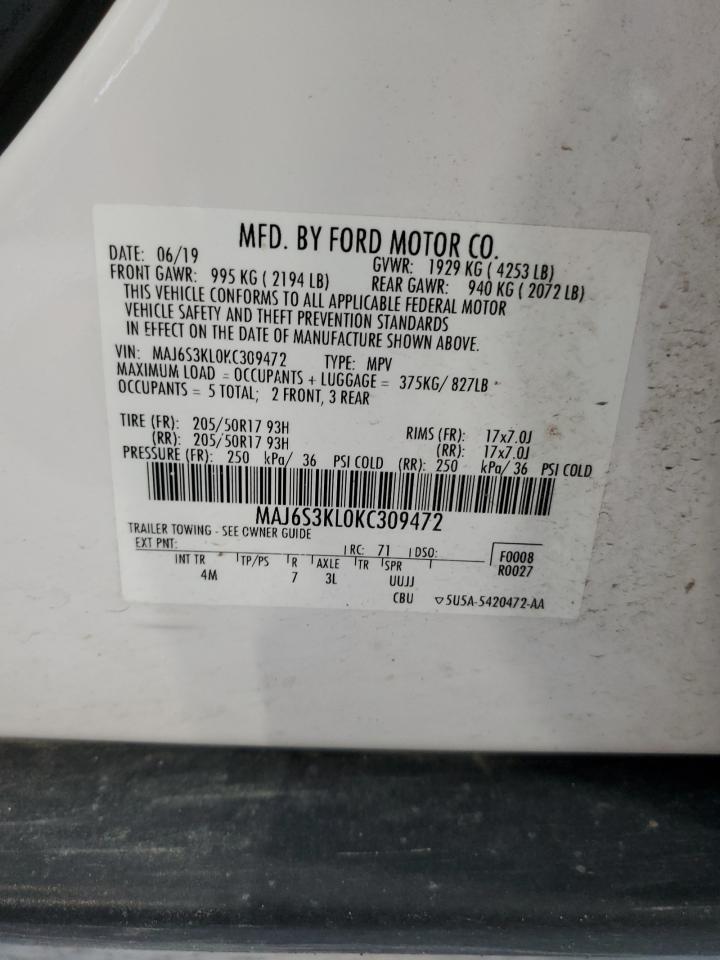 MFD. BY FORD MOTOR CO.
DATE: 06/19 GVWR: 1929 KG ( 4253 LB)
FRONT GAWR: 995 KG ( 2194 LB) REAR GAWR: 940 KG ( 2072 LB)
THIS VEHICLE CONFORMS TO ALL APPLICABLE FEDERAL MOTOR
VEHICLE SAFETY AND THEFT PREVENTION STANDARDS
IN EFFECT ON THE DATE OF MANUFACTURE SHOWN ABOVE.
VIN: MAJ6S3KL0KC309472 TYPE: MPV
MAXIMUM LOAD = OCCUPANTS + LUGGAGE = 375KG/ 827LB
OCCUPANTS = 5 TOTAL; 2 FRONT, 3 REAR
TIRE (FR): 205/50R17 93H RIMS (FR): 17x7.0J
(RR): 205/50R17 93H (RR): 17x7.0J
PRESSURE (FR): 250 kPa/ 36 PSI COLD (RR): 250 kPa/ 36 PSI COLD
MAJ6S3KL0KC309472
TRAILER TOWING - SEE OWNER GUIDE
EXT PNT: RC: 71 DSO: F0008
R0027
INT TR TP/PS R AXLE TR SPR
4M 7 3L UUJJ
CBU ▽5U5A-5420472-AA